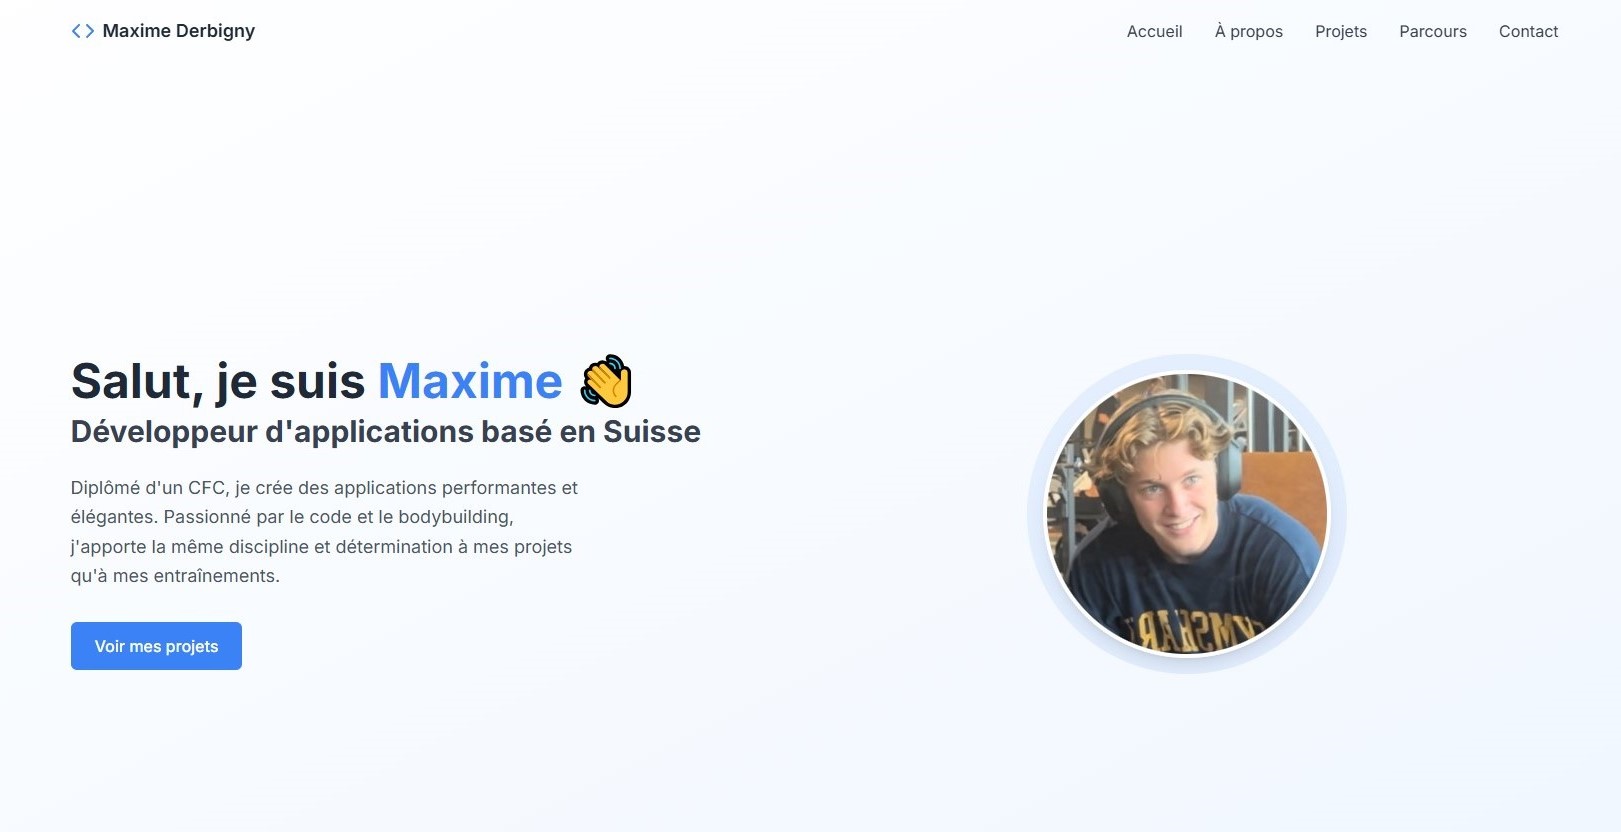 Maxime Derbigny
Accueil À propos Projets Parcours Contact
Salut, je suis Maxime 👋
Développeur d'applications basé en Suisse
Diplômé d'un CFC, je crée des applications performantes et
élégantes. Passionné par le code et le bodybuilding,
j'apporte la même discipline et détermination à mes projets
qu'à mes entraînements.
Voir mes projets